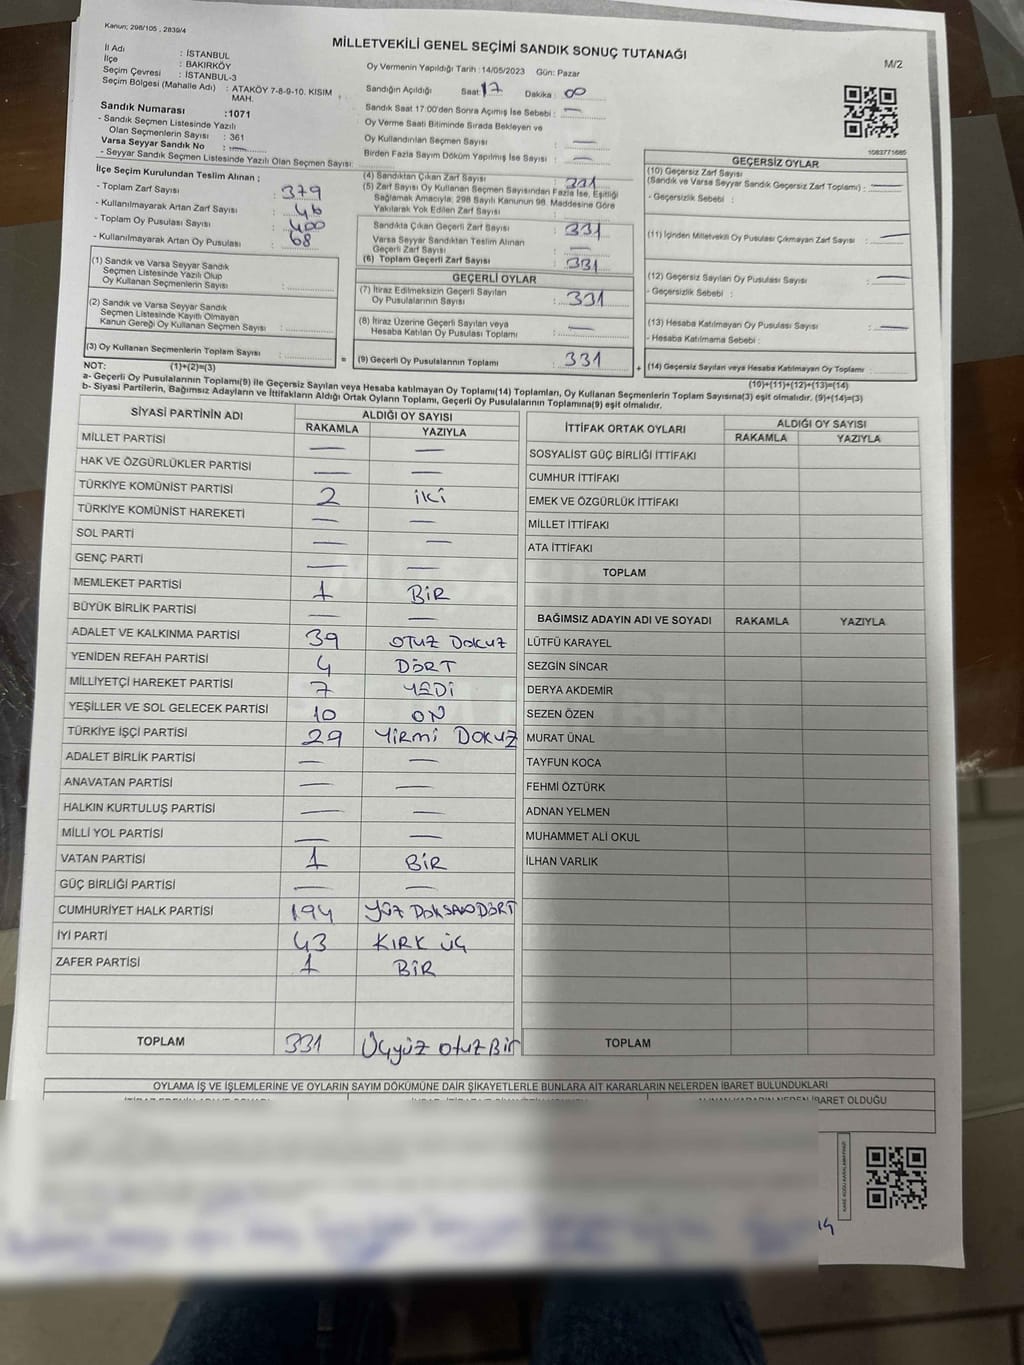 Kanun; 298/105 , 2839/4
MİLLETVEKİLİ GENEL SEÇİMİ SANDIK SONUÇ TUTANAĞI
M/2
İl Adı : İSTANBUL
İlçe : BAKIRKÖY
Seçim Çevresi : İSTANBUL-3
Seçim Bölgesi (Mahalle Adı) : ATAKÖY 7-8-9-10. KISIM MAH.
Sandık Numarası :1071
- Sandık Seçmen Listesinde Yazılı
Olan Seçmenlerin Sayısı : 361
Varsa Seyyar Sandık No : —
- Seyyar Sandık Seçmen Listesinde Yazılı Olan Seçmen Sayısı:
Oy Vermenin Yapıldığı Tarih :14/05/2023 Gün: Pazar
Sandığın Açıldığı Saat: 17 Dakika : 00
Sandık Saat 17:00'den Sonra Açımış İse Sebebi : —
Oy Verme Saati Bitiminde Sırada Bekleyen ve
Oy Kullandırılan Seçmen Sayısı : —
Birden Fazla Sayım Döküm Yapılmış İse Sayısı : —
1083771685
İlçe Seçim Kurulundan Teslim Alınan ;
- Toplam Zarf Sayısı : 379
- Kullanılmayarak Artan Zarf Sayısı : 46
- Toplam Oy Pusulası Sayısı : 400
- Kullanılmayarak Artan Oy Pusulası : 68
(1) Sandık ve Varsa Seyyar Sandık
Seçmen Listesinde Yazılı Olup
Oy Kullanan Seçmenlerin Sayısı :
(2) Sandık ve Varsa Seyyar Sandık
Seçmen Listesinde Kayıtlı Olmayan
Kanun Gereği Oy Kullanan Seçmen Sayısı :
(3) Oy Kullanan Seçmenlerin Toplam Sayısı :
(1)+(2)=(3)
(4) Sandıktan Çıkan Zarf Sayısı : 331
(5) Zarf Sayısı Oy Kullanan Seçmen Sayısından Fazla İse, Eşitliği
Sağlamak Amacıyla; 298 Sayılı Kanunun 98. Maddesine Göre
Yakılarak Yok Edilen Zarf Sayısı : —
Sandıkta Çıkan Geçerli Zarf Sayısı : 331
Varsa Seyyar Sandıktan Teslim Alınan
Geçerli Zarf Sayısı : —
(6) Toplam Geçerli Zarf Sayısı : 331
GEÇERLİ OYLAR
(7) İtiraz Edilmeksizin Geçerli Sayılan
Oy Pusulalarının Sayısı : 331
(8) İtiraz Üzerine Geçerli Sayılan veya
Hesaba Katılan Oy Pusulası Toplamı : —
= (9) Geçerli Oy Pusulalarının Toplamı : 331 +
GEÇERSİZ OYLAR
(10) Geçersiz Zarf Sayısı
(Sandık ve Varsa Seyyar Sandık Geçersiz Zarf Toplamı) : —
- Geçersizlik Sebebi :
(11) İçinden Milletvekili Oy Pusulası Çıkmayan Zarf Sayısı : —
(12) Geçersiz Sayılan Oy Pusulası Sayısı : —
- Geçersizlik Sebebi :
(13) Hesaba Katılmayan Oy Pusulası Sayısı : —
- Hesaba Katılmama Sebebi :
(14) Geçersiz Sayılan veya Hesaba Katılmayan Oy Toplamı :
(10)+(11)+(12)+(13)=(14)
NOT:
a- Geçerli Oy Pusulalarının Toplamı(9) ile Geçersiz Sayılan veya Hesaba katılmayan Oy Toplamı(14) Toplamları, Oy Kullanan Seçmenlerin Toplam Sayısına(3) eşit olmalıdır. (9)+(14)=(3)
b- Siyasi Partilerin, Bağımsız Adayların ve İttifakların Aldığı Ortak Oyların Toplamı, Geçerli Oy Pusulalarının Toplamına(9) eşit olmalıdır.
SİYASİ PARTİNİN ADI ALDIĞI OY SAYISI
RAKAMLA YAZIYLA
MİLLET PARTİSİ — —
HAK VE ÖZGÜRLÜKLER PARTİSİ — —
TÜRKİYE KOMÜNİST PARTİSİ 2 iki
TÜRKİYE KOMÜNİST HAREKETİ — —
SOL PARTİ — —
GENÇ PARTİ — —
MEMLEKET PARTİSİ 1 BİR
BÜYÜK BİRLİK PARTİSİ — —
ADALET VE KALKINMA PARTİSİ 39 OTUZ DOKUZ
YENİDEN REFAH PARTİSİ 4 DÖRT
MİLLİYETÇİ HAREKET PARTİSİ 7 YEDİ
YEŞİLLER VE SOL GELECEK PARTİSİ 10 ON
TÜRKİYE İŞÇİ PARTİSİ 29 Yirmi DOKUZ
ADALET BİRLİK PARTİSİ — —
ANAVATAN PARTİSİ — —
HALKIN KURTULUŞ PARTİSİ — —
MİLLİ YOL PARTİSİ — —
VATAN PARTİSİ 1 BİR
GÜÇ BİRLİĞİ PARTİSİ — —
CUMHURİYET HALK PARTİSİ 194 YÜZ DOKSAN DÖRT
İYİ PARTİ 43 KIRK ÜÇ
ZAFER PARTİSİ 1 BİR
TOPLAM 331 Üçyüz otuz Bir
İTTİFAK ORTAK OYLARI ALDIĞI OY SAYISI
RAKAMLA YAZIYLA
SOSYALİST GÜÇ BİRLİĞİ İTTİFAKI
CUMHUR İTTİFAKI
EMEK VE ÖZGÜRLÜK İTTİFAKI
MİLLET İTTİFAKI
ATA İTTİFAKI
TOPLAM
BAĞIMSIZ ADAYIN ADI VE SOYADI RAKAMLA YAZIYLA
LÜTFÜ KARAYEL
SEZGİN SİNCAR
DERYA AKDEMİR
SEZEN ÖZEN
MURAT ÜNAL
TAYFUN KOCA
FEHMİ ÖZTÜRK
ADNAN YELMEN
MUHAMMET ALİ OKUL
İLHAN VARLIK
TOPLAM
OYLAMA İŞ VE İŞLEMLERİNE VE OYLARIN SAYIM DÖKÜMÜNE DAİR ŞİKAYETLERLE BUNLARA AİT KARARLARIN NELERDEN İBARET BULUNDUKLARI
İBARET OLDUĞU